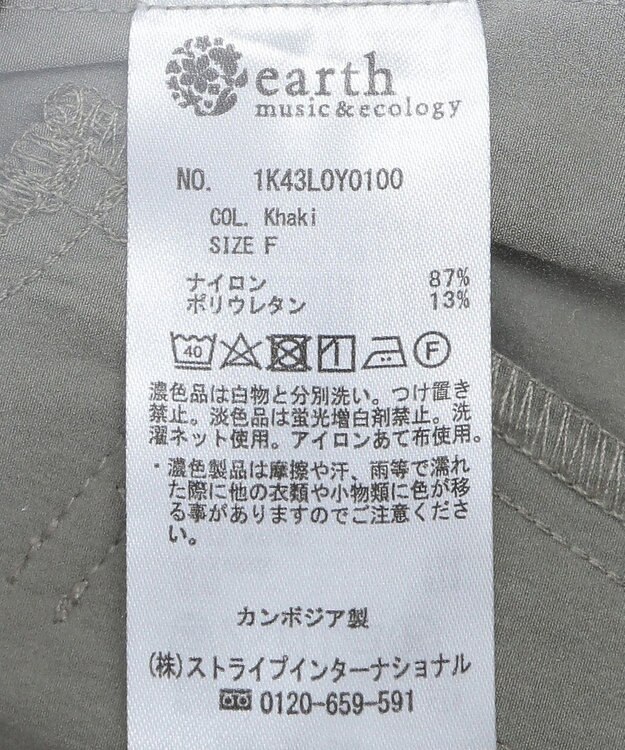 earth
music&ecology
NO. 1K43L0Y0100
COL. Khaki
SIZE F
ナイロン 87%
ポリウレタン 13%
40 F
濃色品は白物と分別洗い。つけ置き
禁止。淡色品は蛍光増白剤禁止。洗
濯ネット使用。アイロンあて布使用。
・濃色製品は摩擦や汗、雨等で濡れ
た際に他の衣類や小物類に色が移
る事がありますのでご注意くださ
い。
カンボジア製
(株)ストライプインターナショナル
0120-659-591